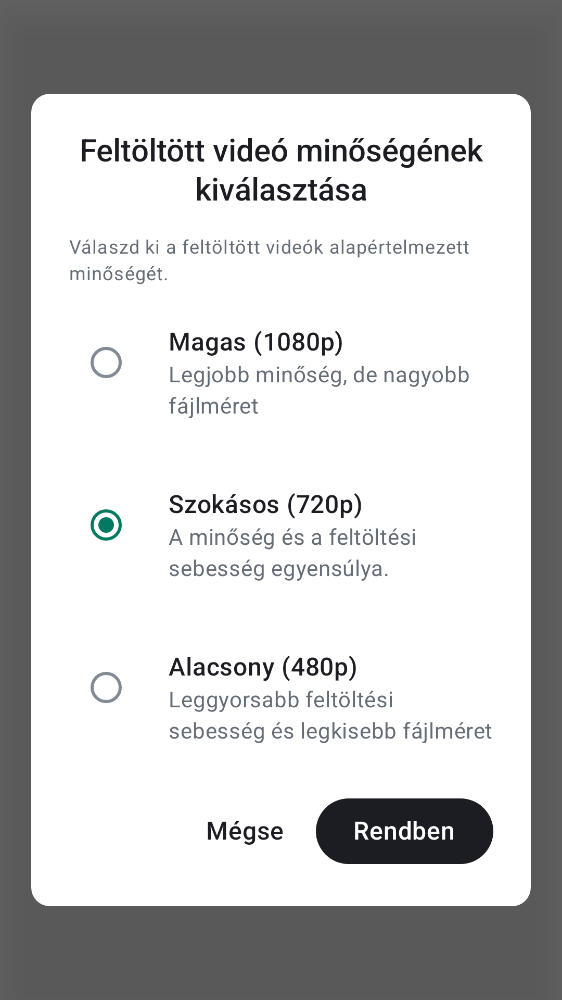 Feltöltött videó minőségének
kiválasztása
Válaszd ki a feltöltött videók alapértelmezett
minőségét.
Magas (1080p)
Legjobb minőség, de nagyobb
fájlméret
Szokásos (720p)
A minőség és a feltöltési
sebesség egyensúlya.
Alacsony (480p)
Leggyorsabb feltöltési
sebesség és legkisebb fájlméret
Mégse
Rendben